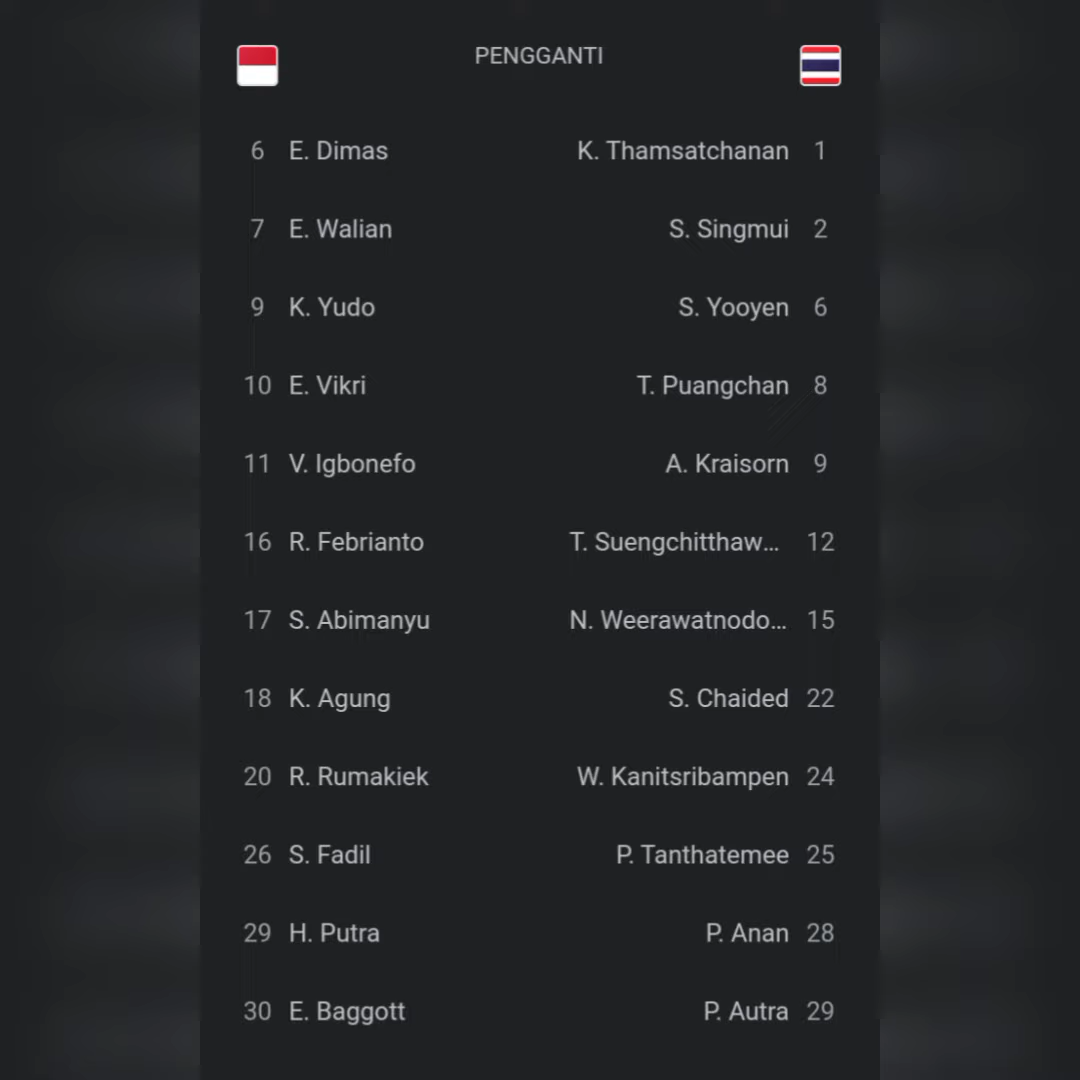 PENGGANTI
6 E. Dimas K. Thamsatchanan 1
7 E. Walian S. Singmui 2
9 K. Yudo S. Yooyen 6
10 E. Vikri T. Puangchan 8
11 V. Igbonefo A. Kraisorn 9
16 R. Febrianto T. Suengchitthaw... 12
17 S. Abimanyu N. Weerawatnodo... 15
18 K. Agung S. Chaided 22
20 R. Rumakiek W. Kanitsribampen 24
26 S. Fadil P. Tanthatemee 25
29 H. Putra P. Anan 28
30 E. Baggott P. Autra 29